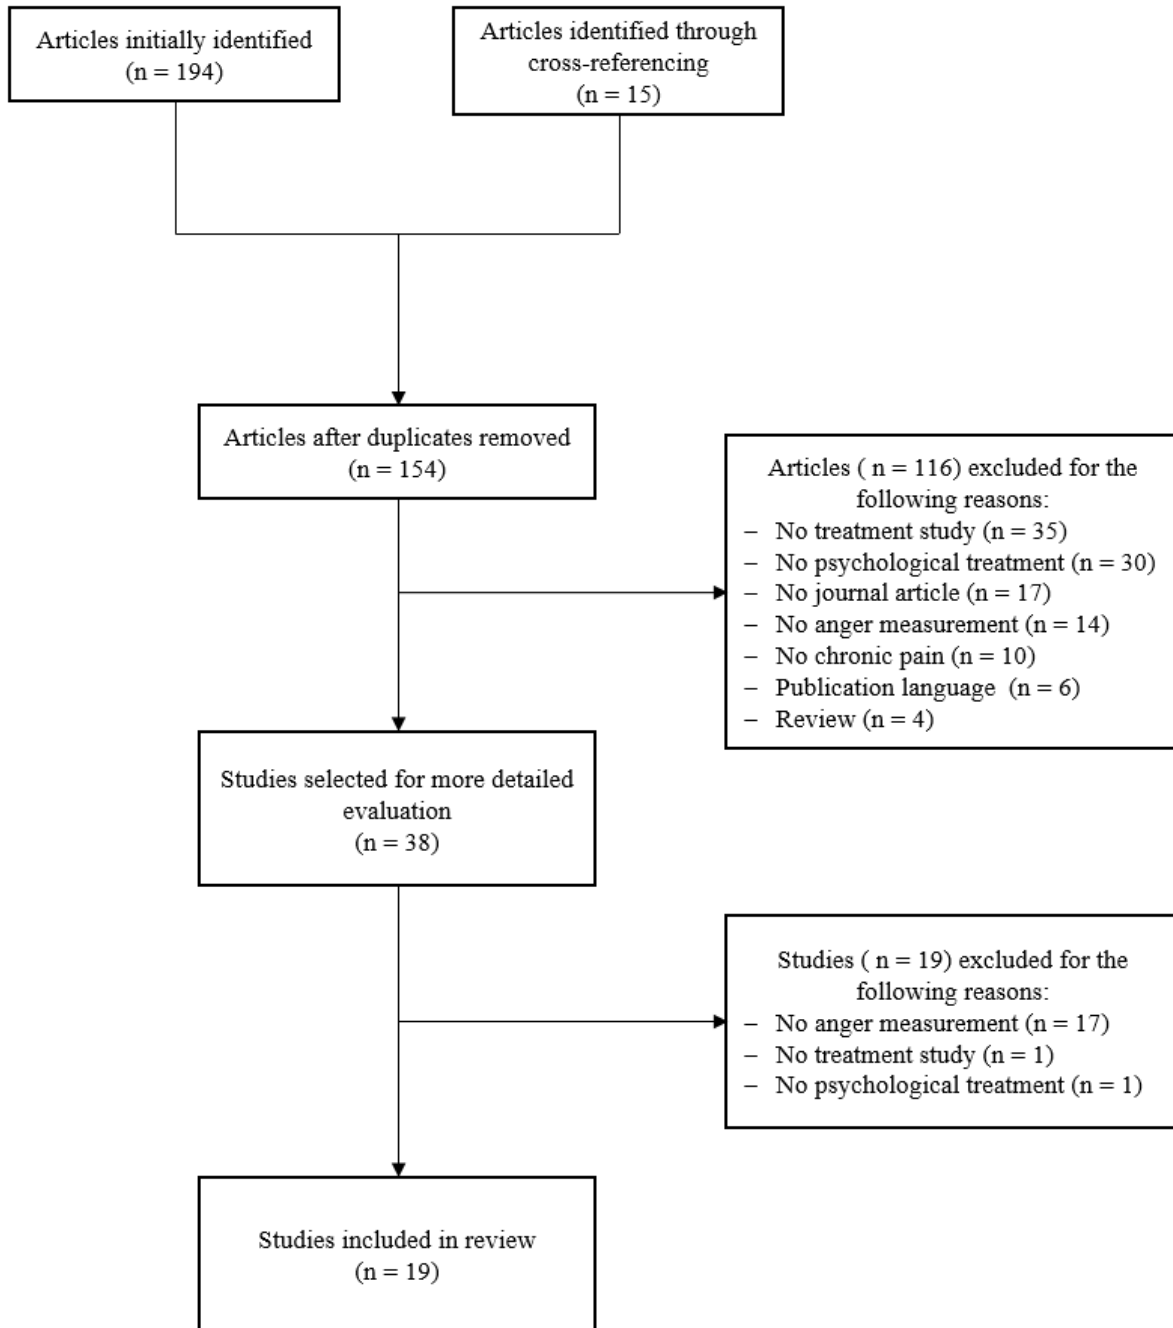 Articles initially identified
(n = 194)
Articles identified through
cross-referencing
(n = 15)
Articles after duplicates removed
(n = 154)
Articles ( n = 116) excluded for the
following reasons:
– No treatment study (n = 35)
– No psychological treatment (n = 30)
– No journal article (n = 17)
– No anger measurement (n = 14)
– No chronic pain (n = 10)
– Publication language (n = 6)
– Review (n = 4)
Studies selected for more detailed
evaluation
(n = 38)
Studies ( n = 19) excluded for the
following reasons:
– No anger measurement (n = 17)
– No treatment study (n = 1)
– No psychological treatment (n = 1)
Studies included in review
(n = 19)